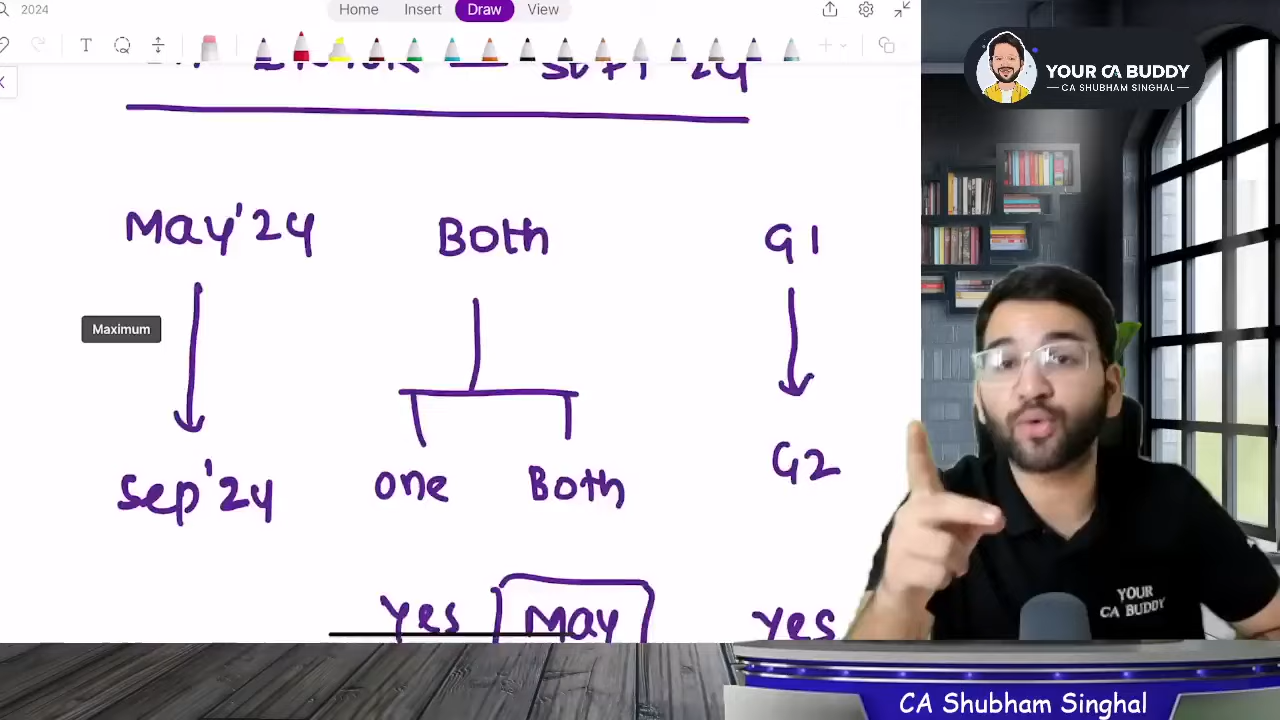 2024
Home Insert Draw View
T
YOUR CA BUDDY
CA SHUBHAM SINGHAL
May'24 Both G1
Maximum
Sep'24 one Both G2
yes May yes
YOUR
CA BUDDY
CA Shubham Singhal